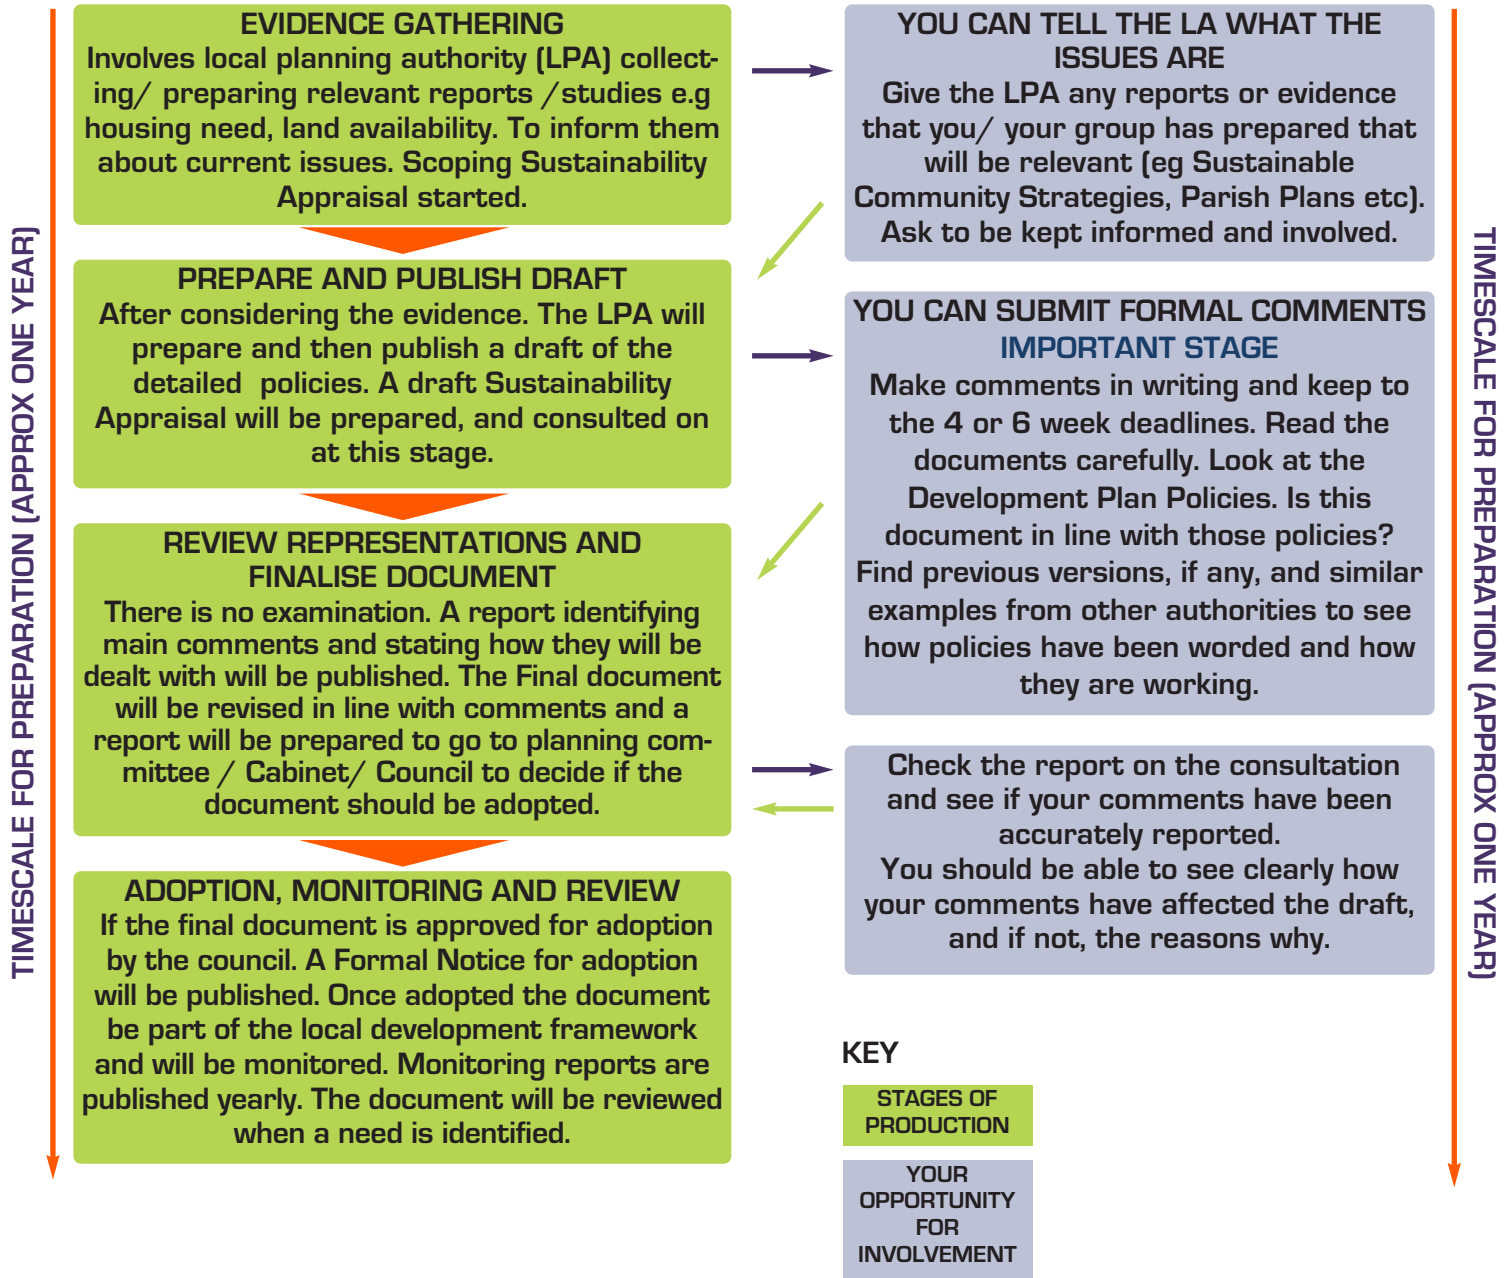 TIMESCALE FOR PREPARATION (APPROX ONE YEAR)
EVIDENCE GATHERING
Involves local planning authority (LPA) collect-
ing/ preparing relevant reports /studies e.g
housing need, land availability. To inform them
about current issues. Scoping Sustainability
Appraisal started.
YOU CAN TELL THE LA WHAT THE
ISSUES ARE
Give the LPA any reports or evidence
that you/ your group has prepared that
will be relevant (eg Sustainable
Community Strategies, Parish Plans etc).
Ask to be kept informed and involved.
PREPARE AND PUBLISH DRAFT
After considering the evidence. The LPA will
prepare and then publish a draft of the
detailed policies. A draft Sustainability
Appraisal will be prepared, and consulted on
at this stage.
YOU CAN SUBMIT FORMAL COMMENTS
IMPORTANT STAGE
Make comments in writing and keep to
the 4 or 6 week deadlines. Read the
documents carefully. Look at the
Development Plan Policies. Is this
document in line with those policies?
Find previous versions, if any, and similar
examples from other authorities to see
how policies have been worded and how
they are working.
REVIEW REPRESENTATIONS AND
FINALISE DOCUMENT
There is no examination. A report identifying
main comments and stating how they will be
dealt with will be published. The Final document
will be revised in line with comments and a
report will be prepared to go to planning com-
mittee / Cabinet/ Council to decide if the
document should be adopted.
Check the report on the consultation
and see if your comments have been
accurately reported.
You should be able to see clearly how
your comments have affected the draft,
and if not, the reasons why.
ADOPTION, MONITORING AND REVIEW
If the final document is approved for adoption
by the council. A Formal Notice for adoption
will be published. Once adopted the document
be part of the local development framework
and will be monitored. Monitoring reports are
published yearly. The document will be reviewed
when a need is identified.
KEY
STAGES OF
PRODUCTION
YOUR
OPPORTUNITY
FOR
INVOLVEMENT
TIMESCALE FOR PREPARATION (APPROX ONE YEAR)